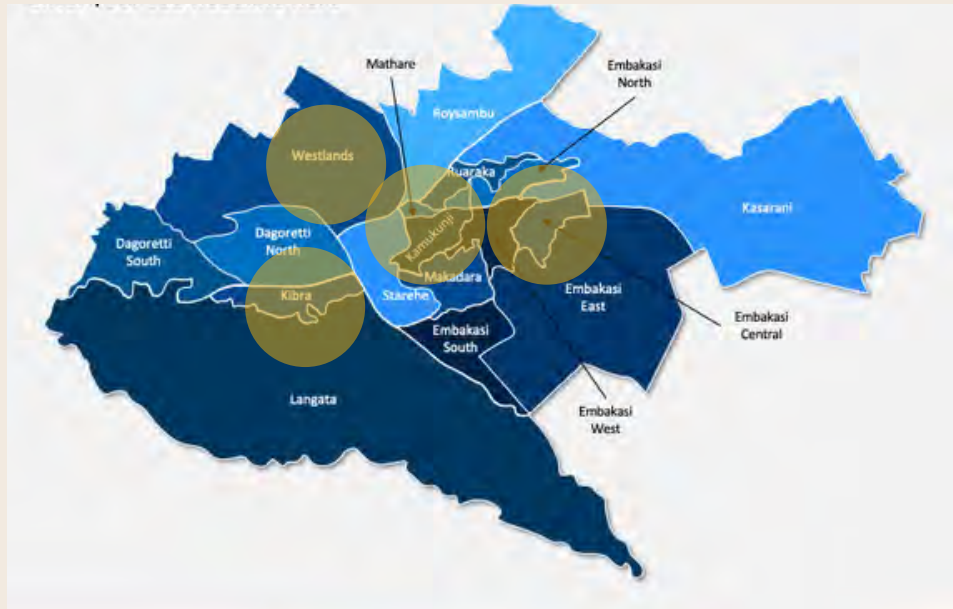 Mathare
Embakasi
North
Roysambu
Westlands
Ruaraka
Kasarani
Kamukunji
Dagoretti
South
Dagoretti
North
Makadara
Kibra
Starehe
Embakasi
East
Embakasi
South
Embakasi
Central
Langata
Embakasi
West